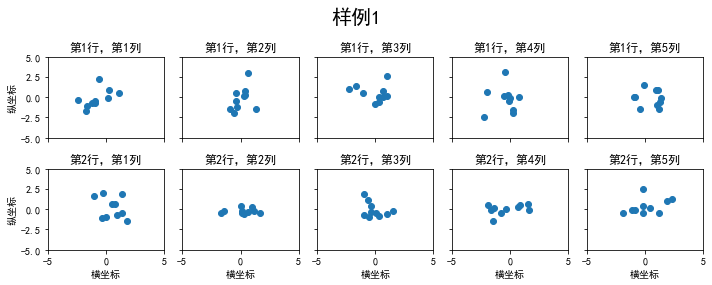 样例1
第1行，第1列 第1行，第2列 第1行，第3列 第1行，第4列 第1行，第5列
5.0
2.5
0.0
-2.5
-5.0
纵坐标
第2行，第1列 第2行，第2列 第2行，第3列 第2行，第4列 第2行，第5列
5.0
2.5
0.0
-2.5
-5.0
纵坐标
-5 0 5 -5 0 5 -5 0 5 -5 0 5 -5 0 5
横坐标 横坐标 横坐标 横坐标 横坐标